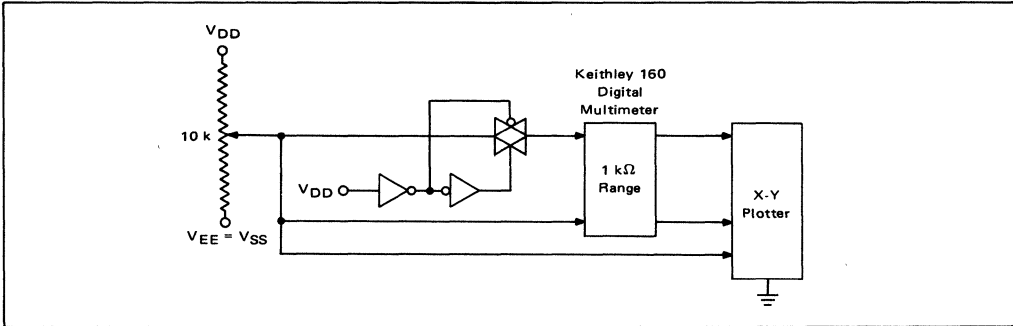 VDD
10 k
VEE = VSS
VDD
Keithley 160
Digital
Multimeter
1 kΩ
Range
X-Y
Plotter